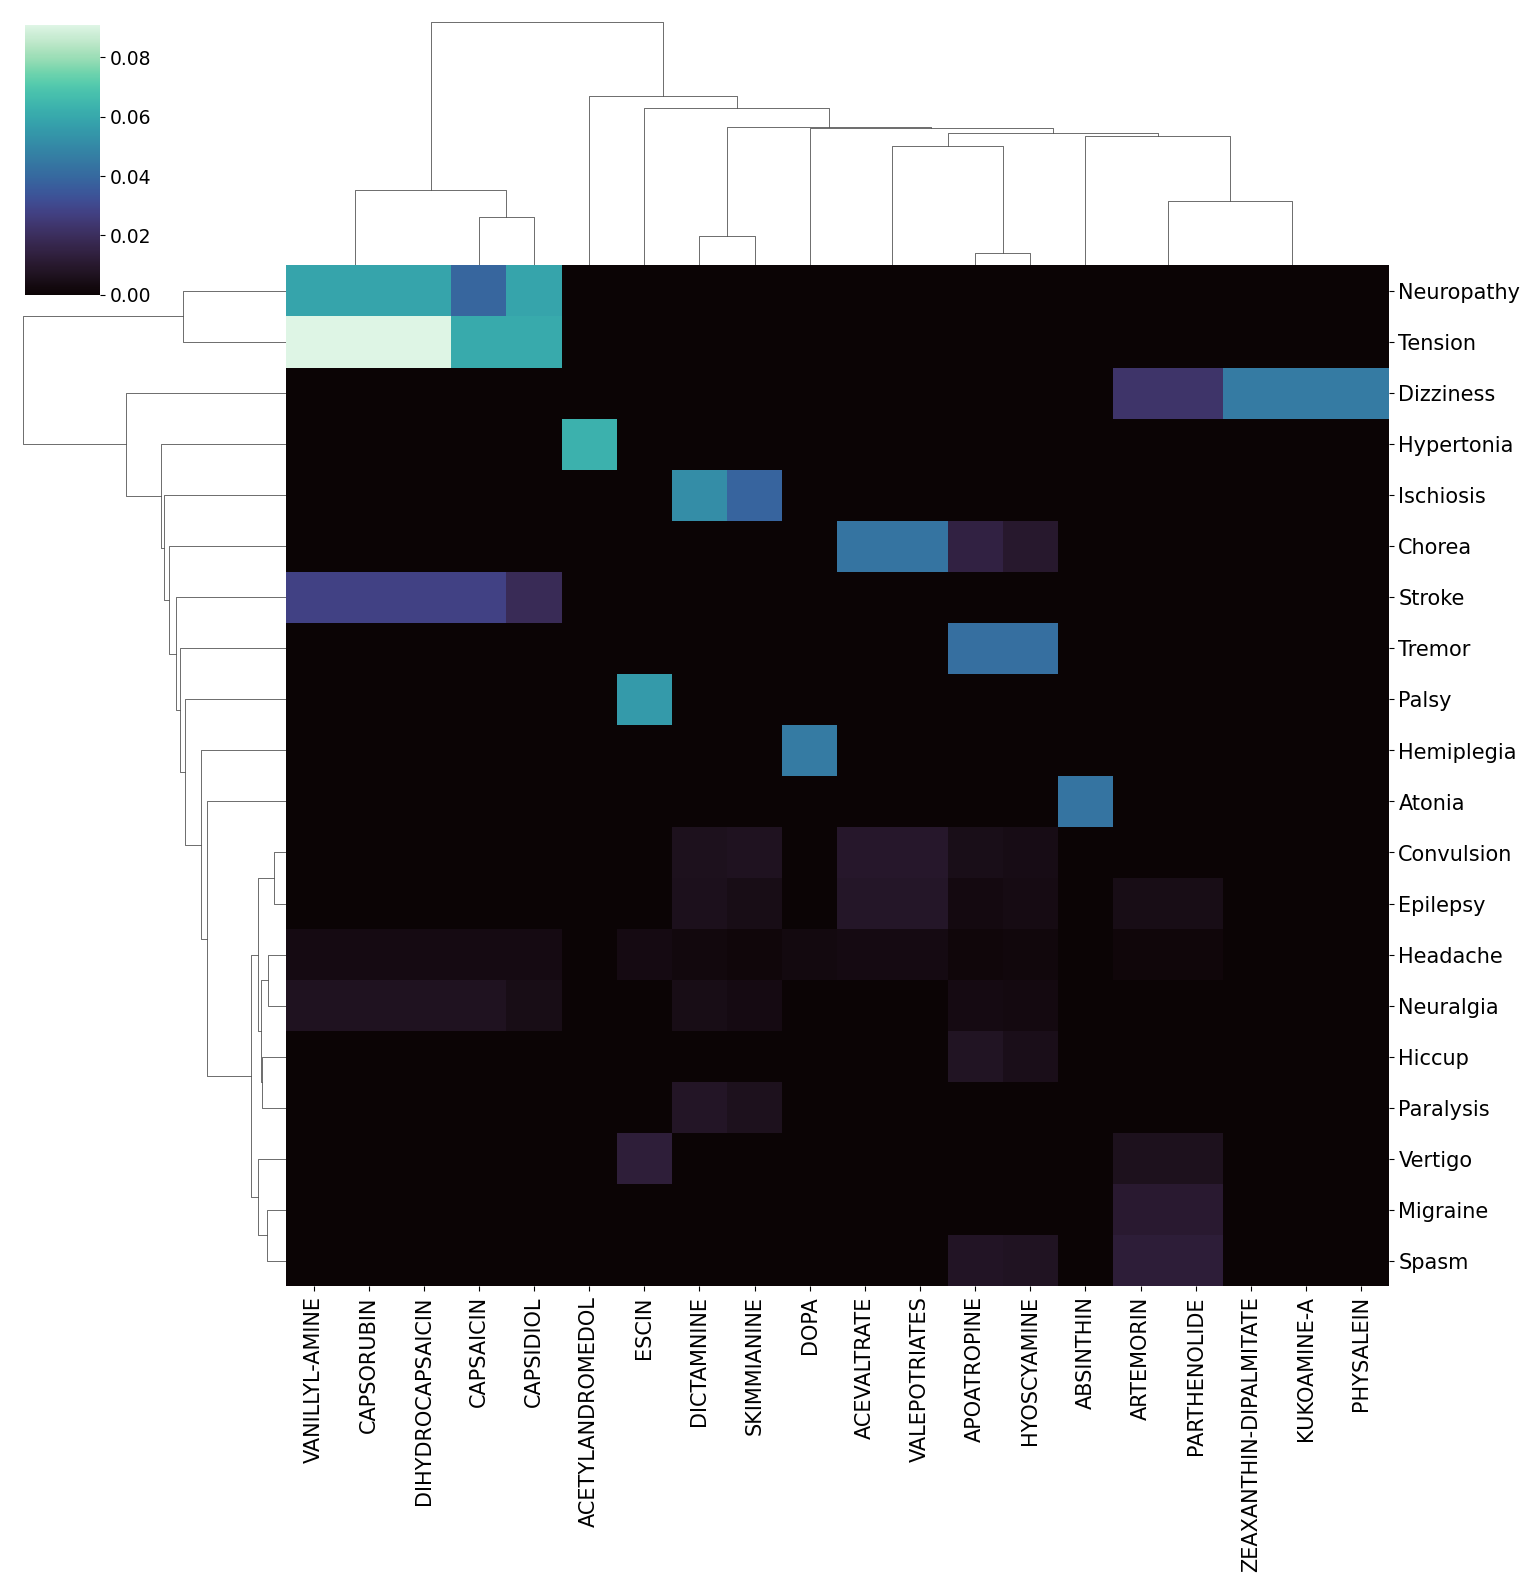 0.08
0.06
0.04
0.02
0.00
Neuropathy
Tension
Dizziness
Hypertonia
Ischiosis
Chorea
Stroke
Tremor
Palsy
Hemiplegia
Atonia
Convulsion
Epilepsy
Headache
Neuralgia
Hiccup
Paralysis
Vertigo
Migraine
Spasm
VANILLYL-AMINE
CAPSORUBIN
DIHYDROCAPSAICIN
CAPSAICIN
CAPSIDIOL
ACETYLANDROMEDOL
ESCIN
DICTAMNINE
SKIMMIANINE
DOPA
ACEVALTRATE
VALEPOTRIATES
APOATROPINE
HYOSCYAMINE
ABSINTHIN
ARTEMORIN
PARTHENOLIDE
ZEAXANTHIN-DIPALMITATE
KUKOAMINE-A
PHYSALEIN